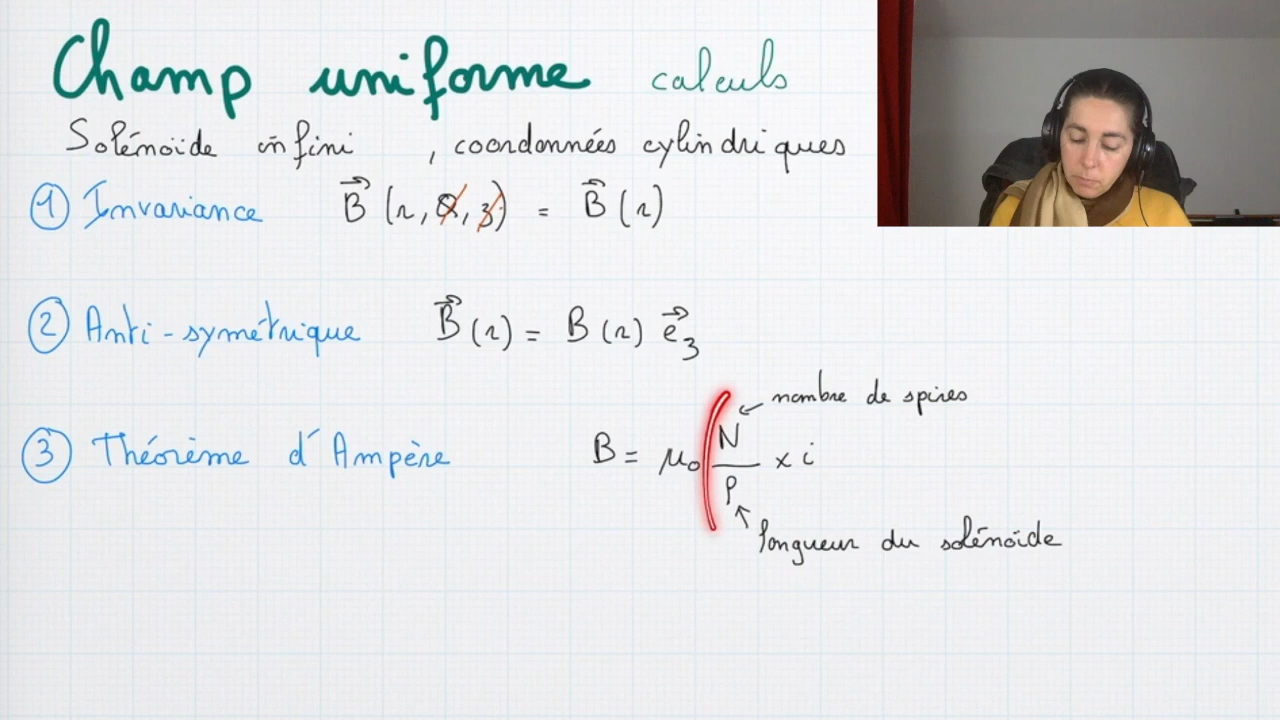 Champ uniforme calculs
Solénoïde infini , coordonnées cylindriques
① Invariance B⃗ (r, θ, z) = B⃗ (r)
② Anti-symétrique B⃗ (r) = B (r) e⃗z
nombre de spires
③ Théorème d'Ampère B = μ₀ N/l × i
longueur du solénoïde